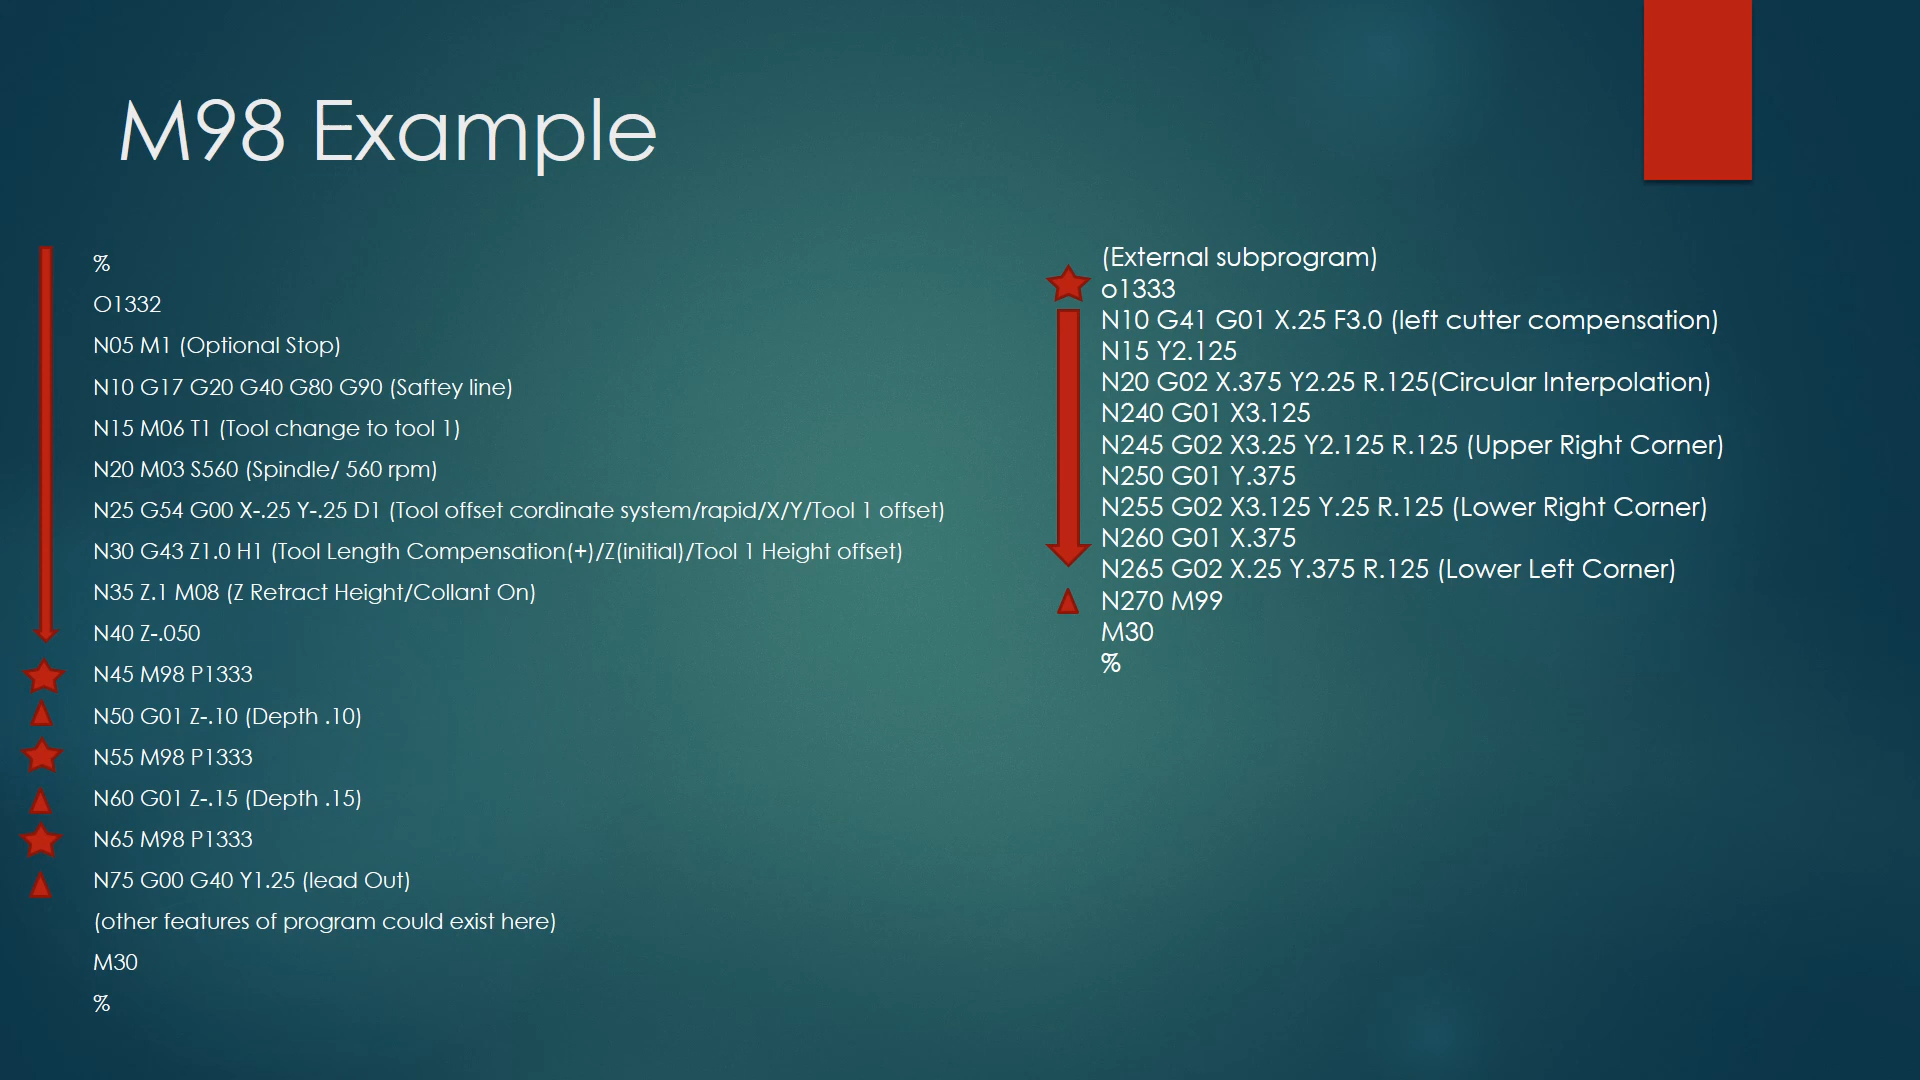 M98 Example
%
O1332
N05 M1 (Optional Stop)
N10 G17 G20 G40 G80 G90 (Saftey line)
N15 M06 T1 (Tool change to tool 1)
N20 M03 S560 (Spindle/ 560 rpm)
N25 G54 G00 X-.25 Y-.25 D1 (Tool offset cordinate system/rapid/X/Y/Tool 1 offset)
N30 G43 Z1.0 H1 (Tool Length Compensation(+)/Z(initial)/Tool 1 Height offset)
N35 Z.1 M08 (Z Retract Height/Collant On)
N40 Z-.050
N45 M98 P1333
N50 G01 Z-.10 (Depth .10)
N55 M98 P1333
N60 G01 Z-.15 (Depth .15)
N65 M98 P1333
N75 G00 G40 Y1.25 (lead Out)
(other features of program could exist here)
M30
%
(External subprogram)
o1333
N10 G41 G01 X.25 F3.0 (left cutter compensation)
N15 Y2.125
N20 G02 X.375 Y2.25 R.125(Circular Interpolation)
N240 G01 X3.125
N245 G02 X3.25 Y2.125 R.125 (Upper Right Corner)
N250 G01 Y.375
N255 G02 X3.125 Y.25 R.125 (Lower Right Corner)
N260 G01 X.375
N265 G02 X.25 Y.375 R.125 (Lower Left Corner)
N270 M99
M30
%